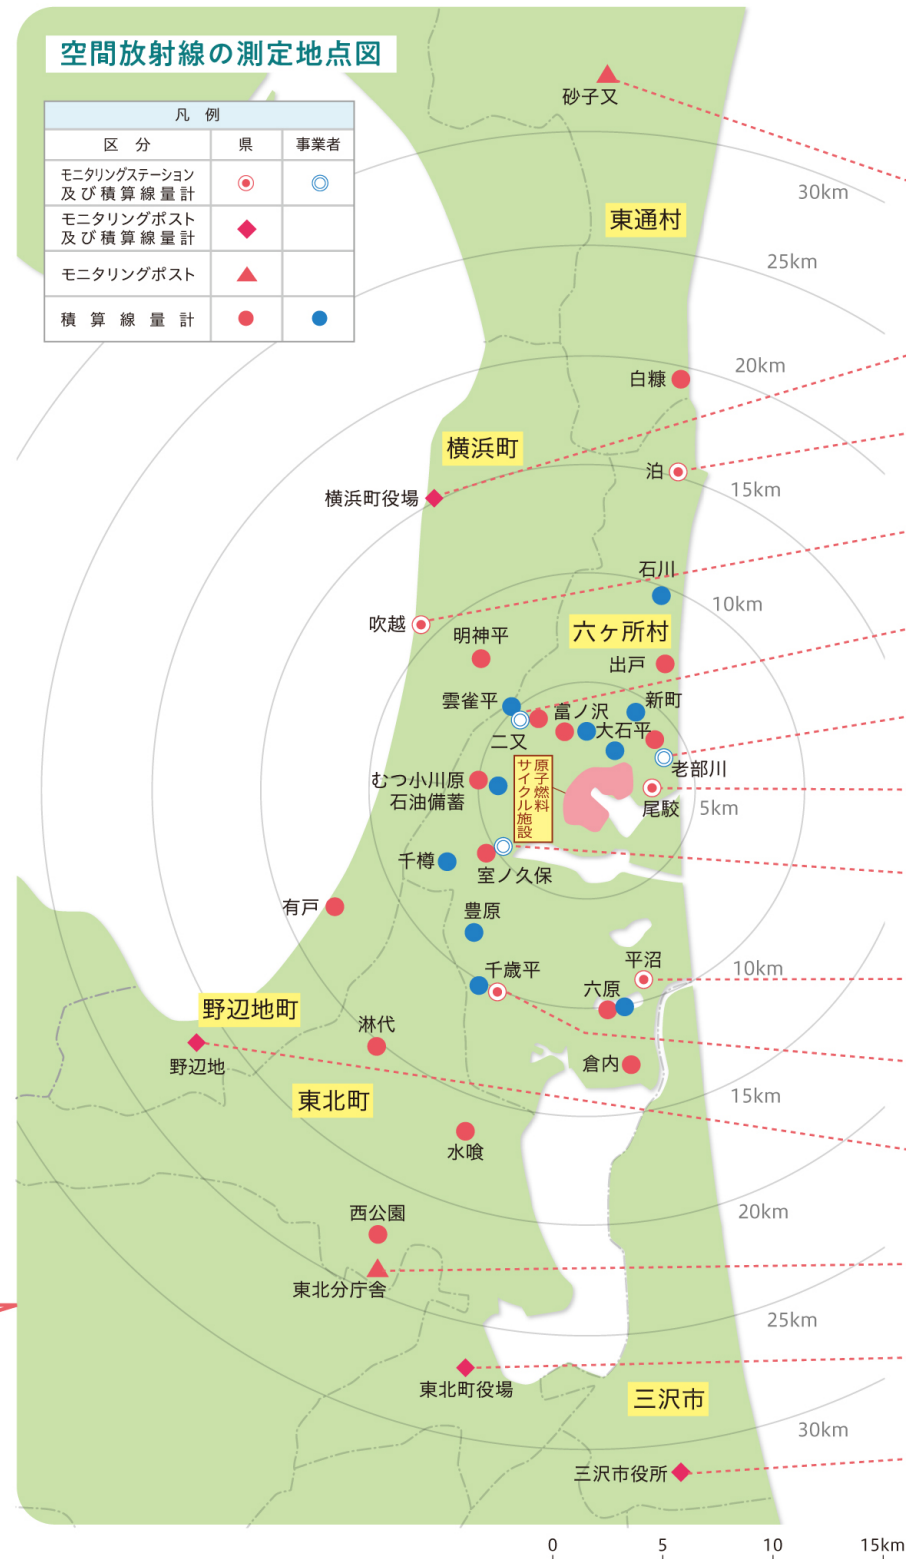 空間放射線の測定地点図
凡 例
区 分 県 事業者
モニタリングステーション
及び積算線量計
モニタリングポスト
及び積算線量計
モニタリングポスト
積 算 線 量 計
砂子又
30km
東通村
25km
20km
白糠
横浜町
泊
15km
横浜町役場
石川
10km
吹越
六ヶ所村
明神平
出戸
雲雀平
新町
富ノ沢
大石平
二又
老部川
原子燃料
サイクル施設
むつ小川原
石油備蓄
尾駮
5km
千樽
室ノ久保
有戸
豊原
平沼
千歳平
10km
六原
野辺地町
淋代
野辺地
倉内
東北町
15km
水喰
西公園
20km
東北分庁舎
25km
東北町役場
三沢市
30km
三沢市役所
0 5 10 15km